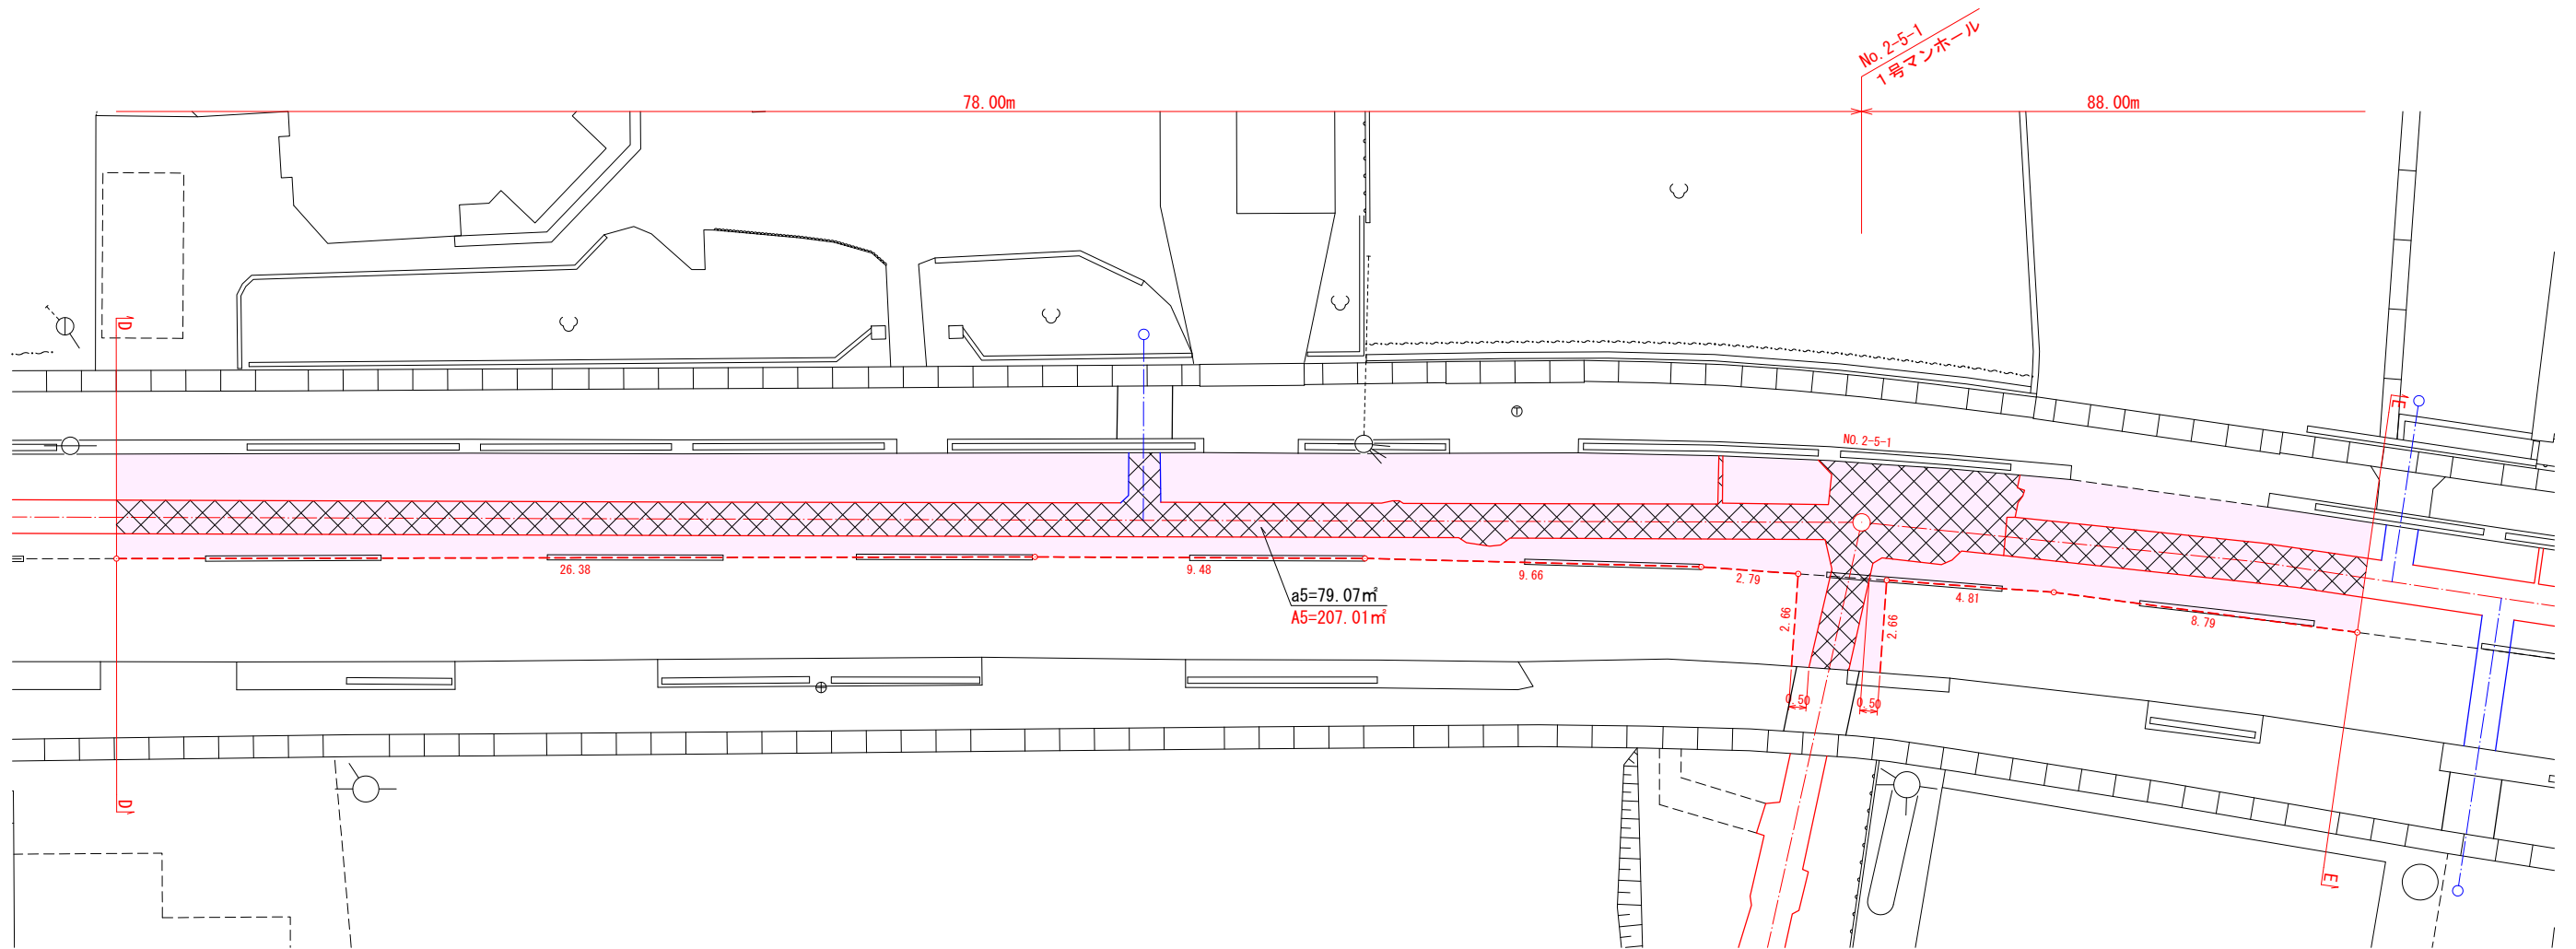 No. 2-5-1
1号マンホール
78.00m
88.00m
D'
E'
NO. 2-5-1
26.38
9.48
9.66
2.79
2.66
2.66
4.81
8.79
a5=79.07㎡
A5=207.01㎡
0.50
0.50
D'
E'